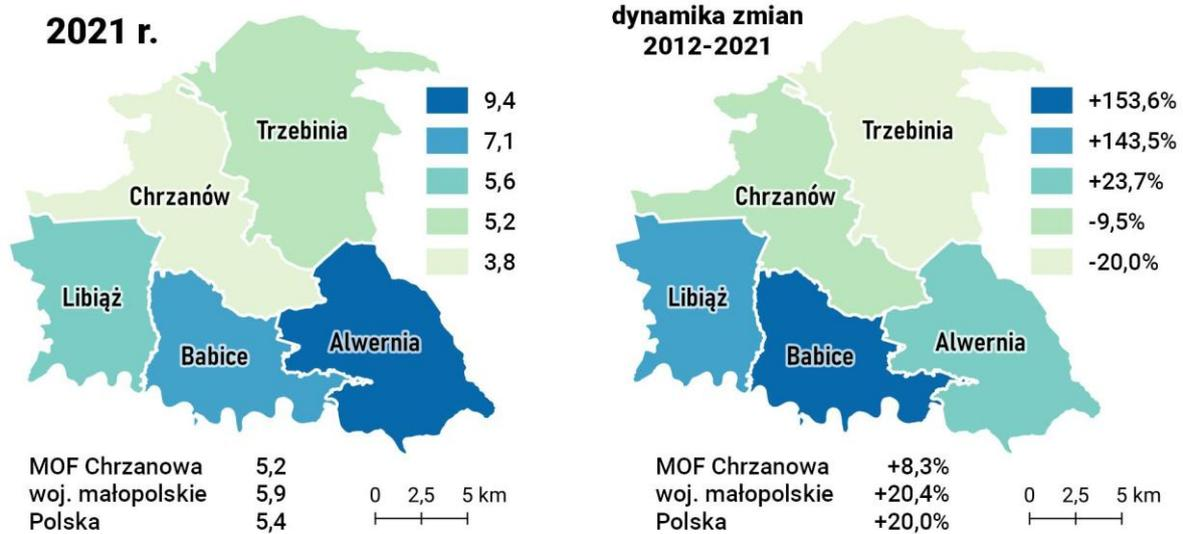 2021 r.
9,4
7,1
5,6
5,2
3,8
Trzebinia
Chrzanów
Libiąż
Babice
Alwernia
MOF Chrzanowa 5,2
woj. małopolskie 5,9
Polska 5,4
0 2,5 5 km
dynamika zmian
2012-2021
+153,6%
+143,5%
+23,7%
-9,5%
-20,0%
Trzebinia
Chrzanów
Libiąż
Babice
Alwernia
MOF Chrzanowa +8,3%
woj. małopolskie +20,4%
Polska +20,0%
0 2,5 5 km